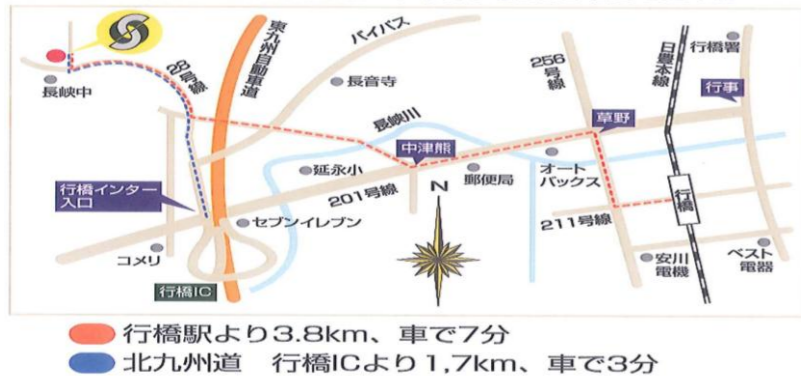 東九州自動車道
バイパス
28号線
長峡中
長音寺
長峡川
256号線
日豊本線
行橋署
行事
草野
中津熊
延永小
201号線
郵便局
オートバックス
行橋インター
入口
セブンイレブン
N
211号線
行橋
コメリ
行橋IC
安川
電機
ベスト
電器
行橋駅より3.8km、車で7分
北九州道 行橋ICより1,7km、車で3分